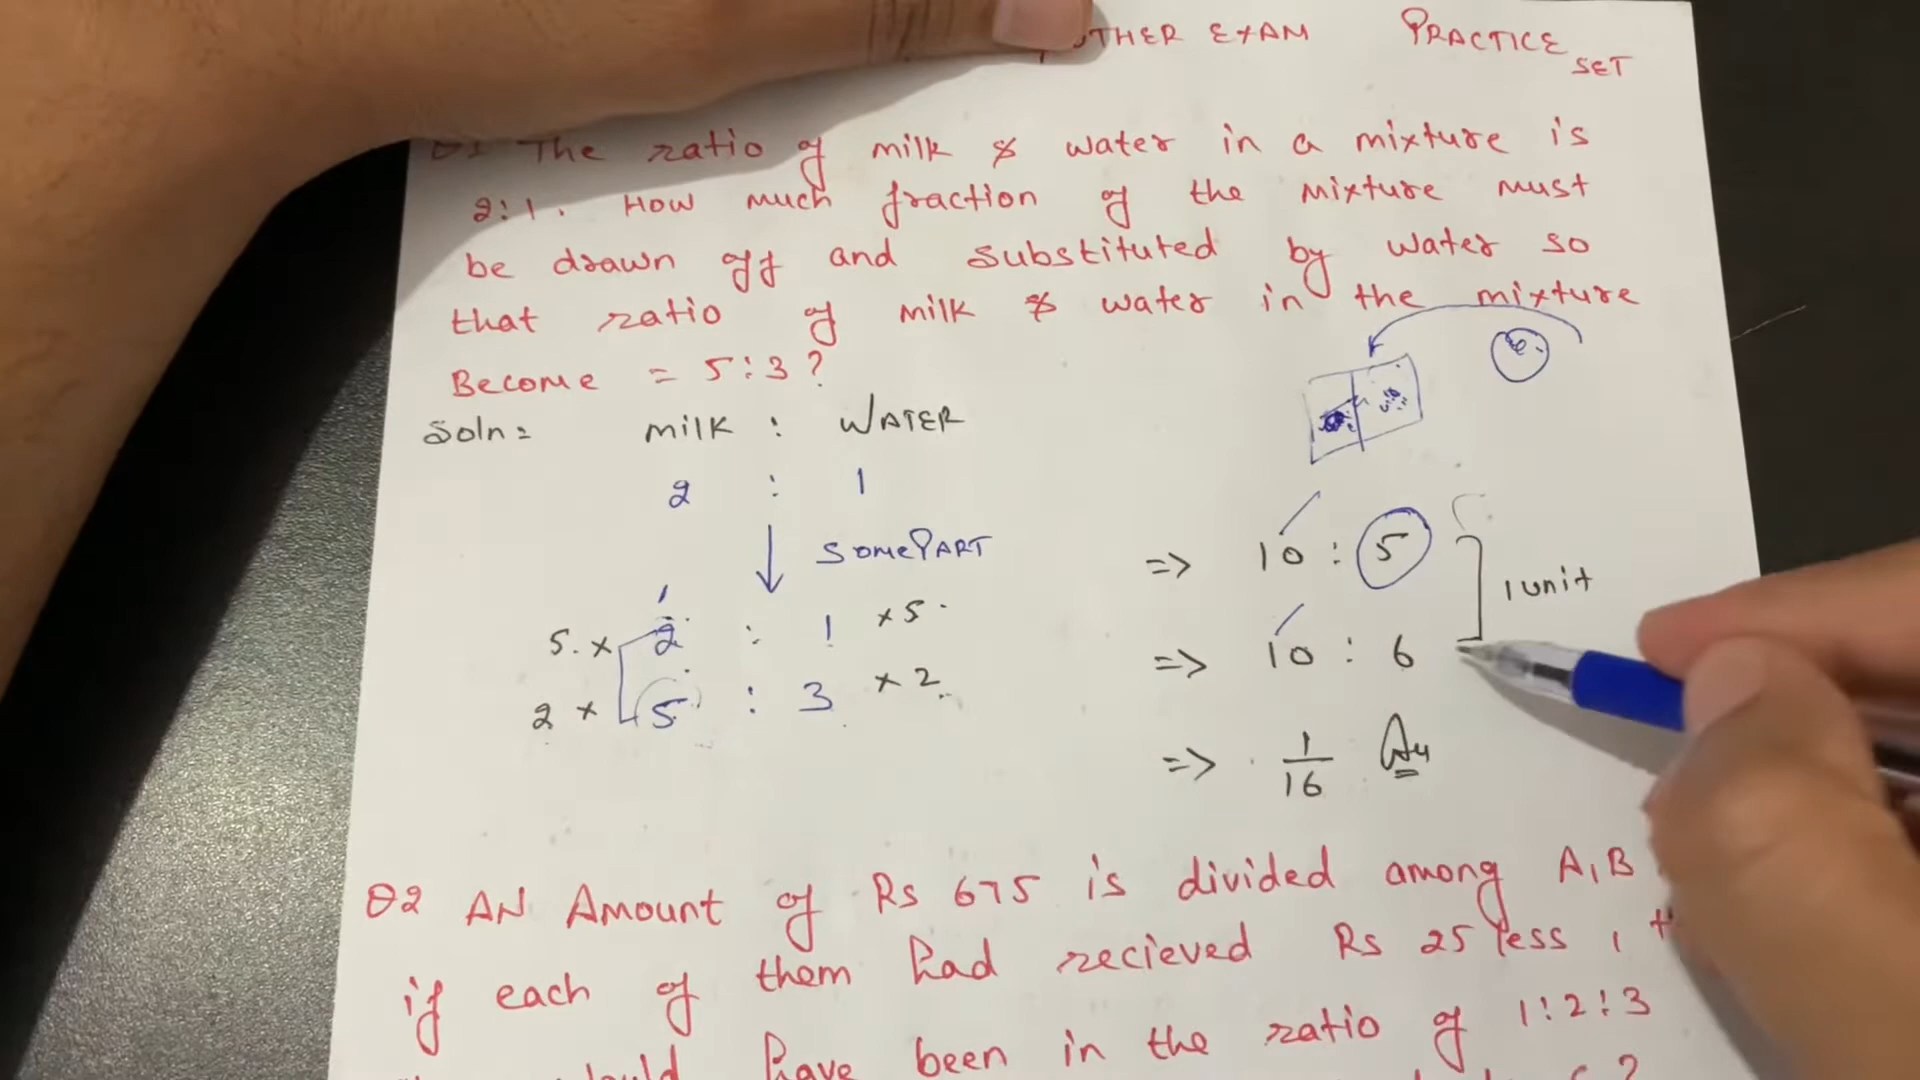 OTHER EXAM PRACTICE SET
Q1 The ratio of milk & water in a mixture is
2:1. How much fraction of the mixture must
be drawn off and substituted by water so
that ratio of milk & water in the mixture
Become = 5:3?
Soln= milk : WATER
2 : 1
SOMEPART
5. x 2 : 1 x5.
2 x 5 : 3 x 2.
=> 10 : 5
1 unit
=> 10 : 6
=> 1/16
Q2 AN Amount of Rs 675 is divided among A, B
if each of them had recieved Rs 25 less,
have been in the ratio of 1:2:3